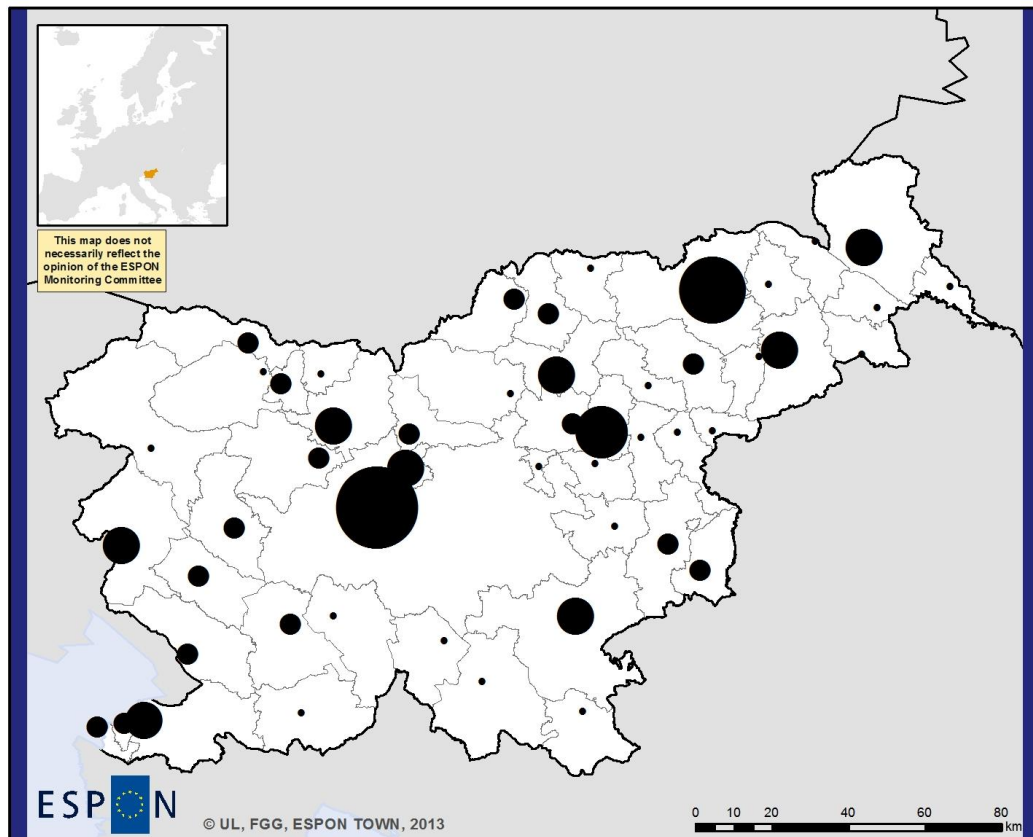 This map does not
necessarily reflect the
opinion of the ESPON
Monitoring Committee
ESPON
© UL, FGG, ESPON TOWN, 2013
0 10 20 40 60 80
km